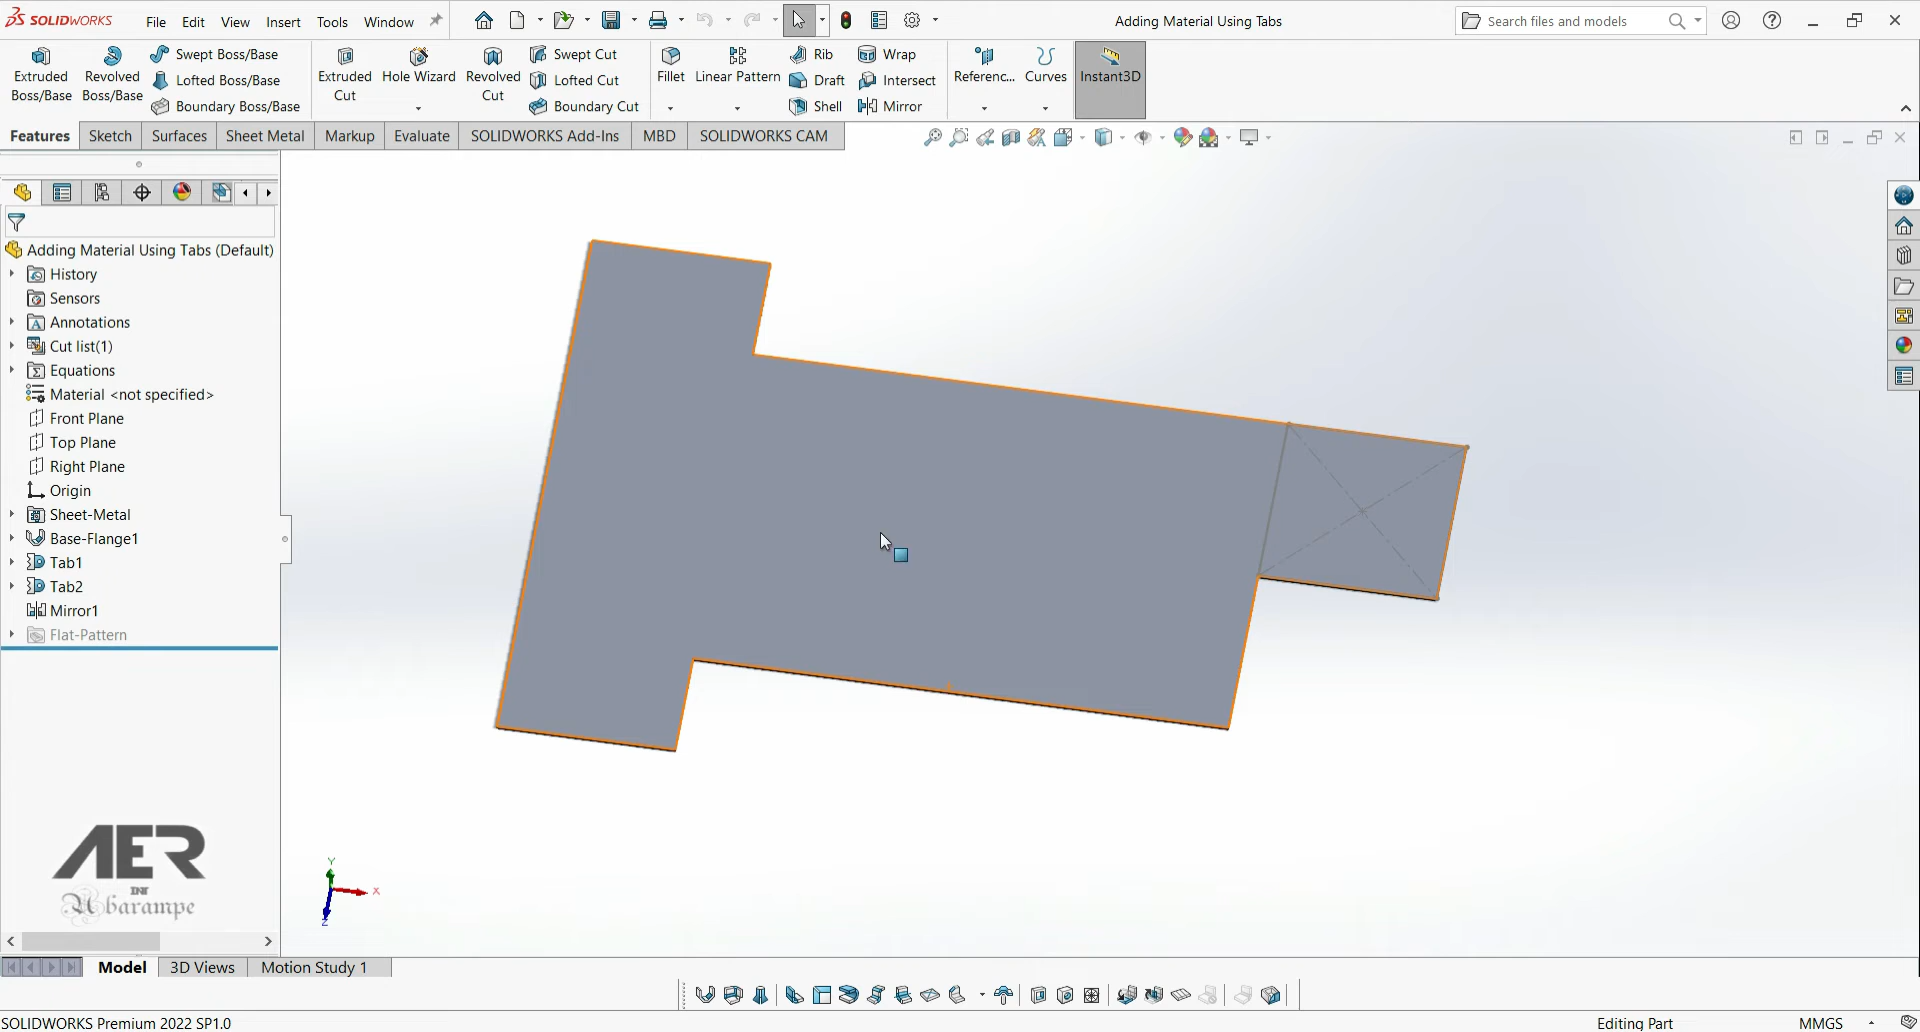 SOLIDWORKS File Edit View Insert Tools Window Adding Material Using Tabs Search files and models
Extruded Boss/Base Revolved Boss/Base Swept Boss/Base Lofted Boss/Base Boundary Boss/Base
Extruded Cut Hole Wizard Revolved Cut Swept Cut Lofted Cut Boundary Cut
Fillet Linear Pattern Rib Draft Shell Wrap Intersect Mirror
Referenc... Curves Instant3D
Features Sketch Surfaces Sheet Metal Markup Evaluate SOLIDWORKS Add-Ins MBD SOLIDWORKS CAM
Adding Material Using Tabs (Default)
History
Sensors
Annotations
Cut list(1)
Equations
Material <not specified>
Front Plane
Top Plane
Right Plane
Origin
Sheet-Metal
Base-Flange1
Tab1
Tab2
Mirror1
Flat-Pattern
AER
INT
Ubarampe
Y
X
Z
Model 3D Views Motion Study 1
SOLIDWORKS Premium 2022 SP1.0 Editing Part MMGS